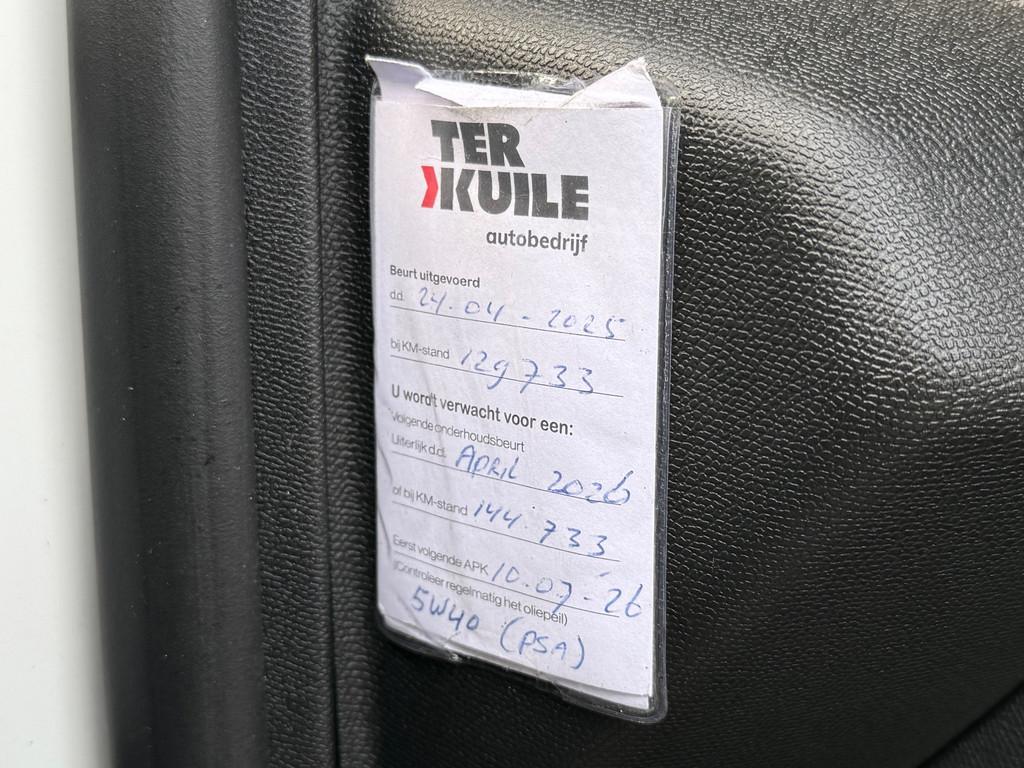 TER
KUILE
autobedrijf
Beurt uitgevoerd
d.d. 24-04-2025
bij KM-stand 129733
U wordt verwacht voor een:
Volgende onderhoudsbeurt
Uiterlijk d.d. April 2026
of bij KM-stand 144.733
Eerst volgende APK 10.07-'26
(Controleer regelmatig het oliepeil)
5W40 (PSA)